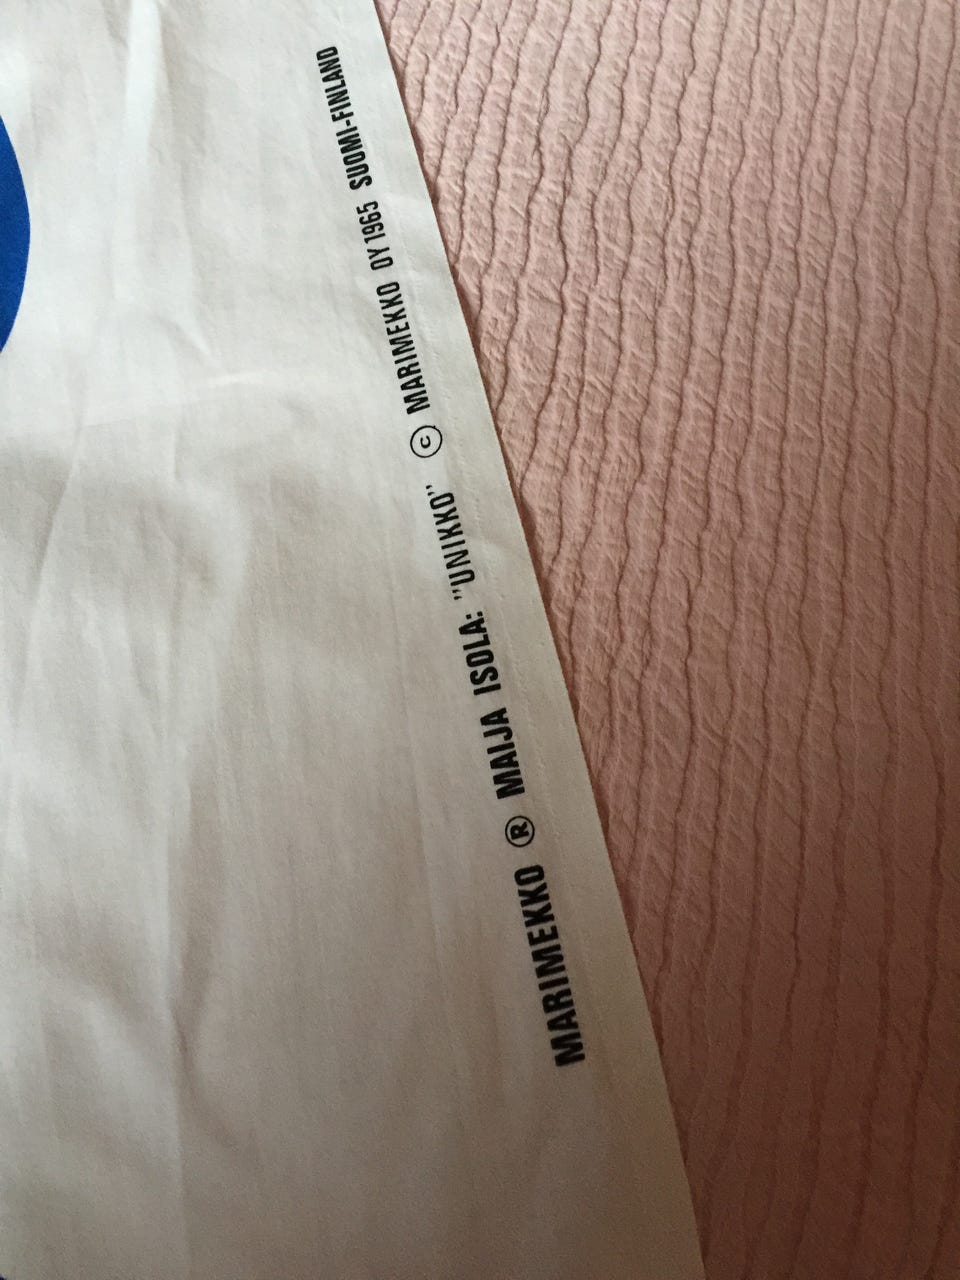 MARIMEKKO ® MAIJA ISOLA: "UNIKKO" © MARIMEKKO OY 1965 SUOMI-FINLAND